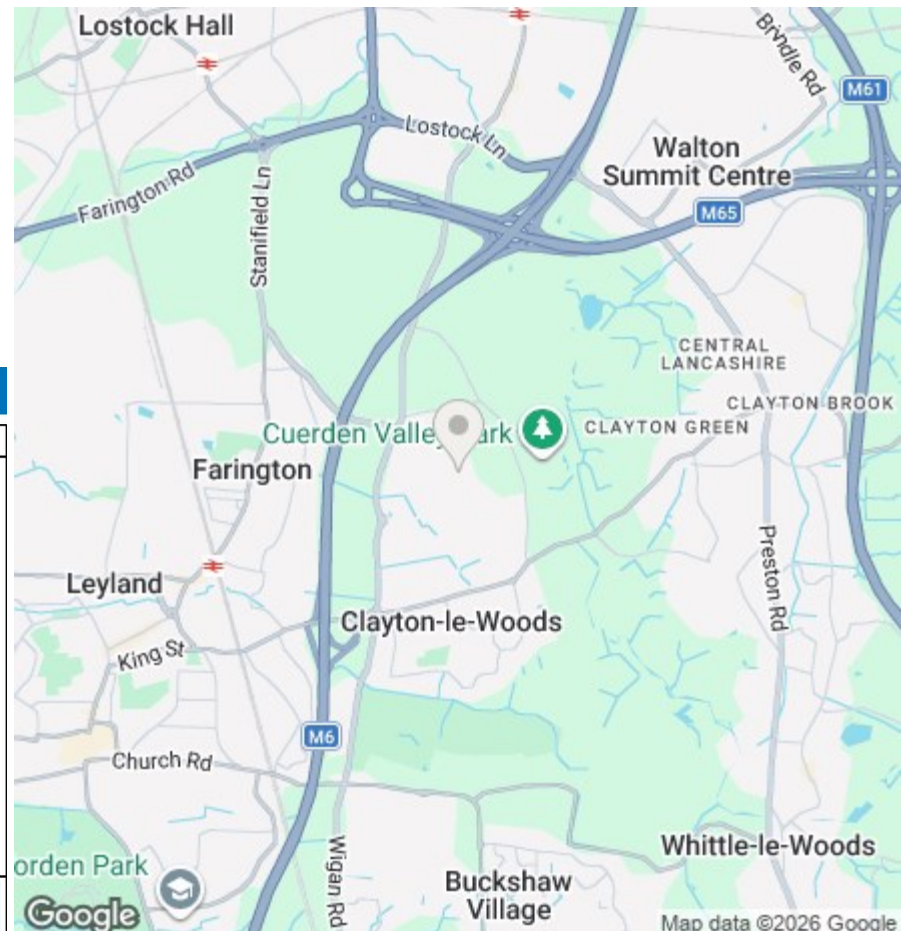 Lostock Hall
Brindle Rd
M61
Lostock Ln
Walton
Summit Centre
Farington Rd
M65
Stanifield Ln
CENTRAL
LANCASHIRE
CLAYTON BROOK
Cuerden Valley Park
CLAYTON GREEN
Farington
Preston Rd
Leyland
Clayton-le-Woods
King St
M6
Church Rd
Wigan Rd
Whittle-le-Woods
orden Park
Buckshaw
Village
Google
Map data ©2026 Google